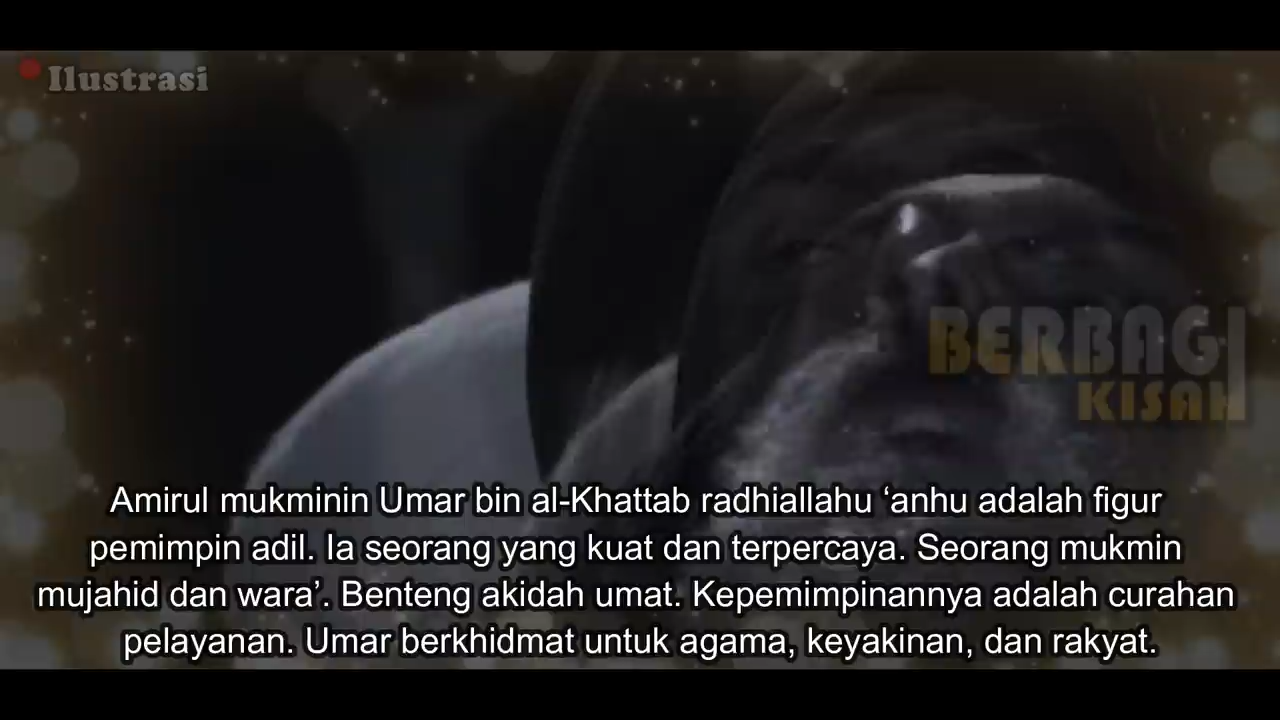 Ilustrasi
BERBAGI
KISAH
Amirul mukminin Umar bin al-Khattab radhiallahu ‘anhu adalah figur
pemimpin adil. Ia seorang yang kuat dan terpercaya. Seorang mukmin
mujahid dan wara’. Benteng akidah umat. Kepemimpinannya adalah curahan
pelayanan. Umar berkhidmat untuk agama, keyakinan, dan rakyat.